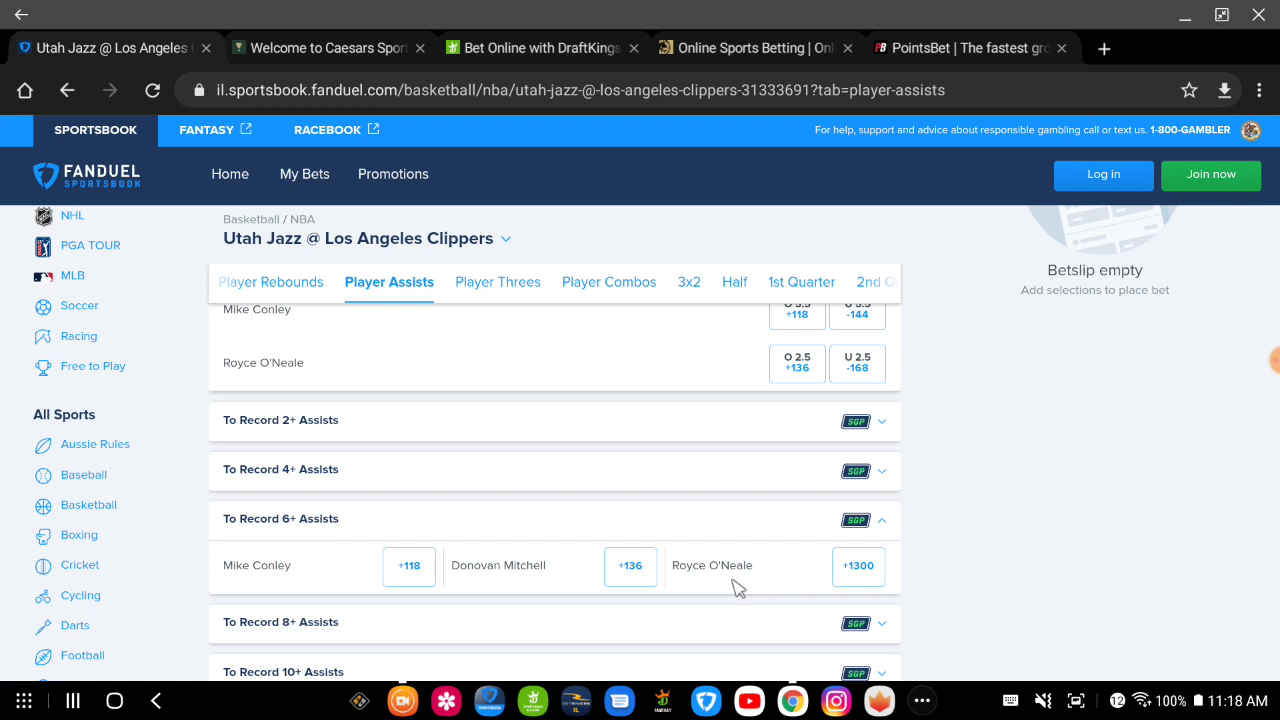 Utah Jazz @ Los Angeles
Welcome to Caesars Spor
Bet Online with DraftKings
Online Sports Betting | Onl
PointsBet | The fastest gro
il.sportsbook.fanduel.com/basketball/nba/utah-jazz-@-los-angeles-clippers-31333691?tab=player-assists
SPORTSBOOK FANTASY RACEBOOK
For help, support and advice about responsible gambling call or text us. 1-800-GAMBLER
FANDUEL
SPORTSBOOK
Home My Bets Promotions
Log in Join now
NHL
PGA TOUR
MLB
Soccer
Racing
Free to Play
All Sports
Aussie Rules
Baseball
Basketball
Boxing
Cricket
Cycling
Darts
Football
Basketball / NBA
Utah Jazz @ Los Angeles Clippers
Player Rebounds Player Assists Player Threes Player Combos 3x2 Half 1st Quarter 2nd Q
Mike Conley O 5.5 +118 U 5.5 -144
Royce O'Neale O 2.5 +136 U 2.5 -168
To Record 2+ Assists SGP
To Record 4+ Assists SGP
To Record 6+ Assists SGP
Mike Conley +118 Donovan Mitchell +136 Royce O'Neale +1300
To Record 8+ Assists SGP
To Record 10+ Assists SGP
Betslip empty
Add selections to place bet
12 100% 11:18 AM